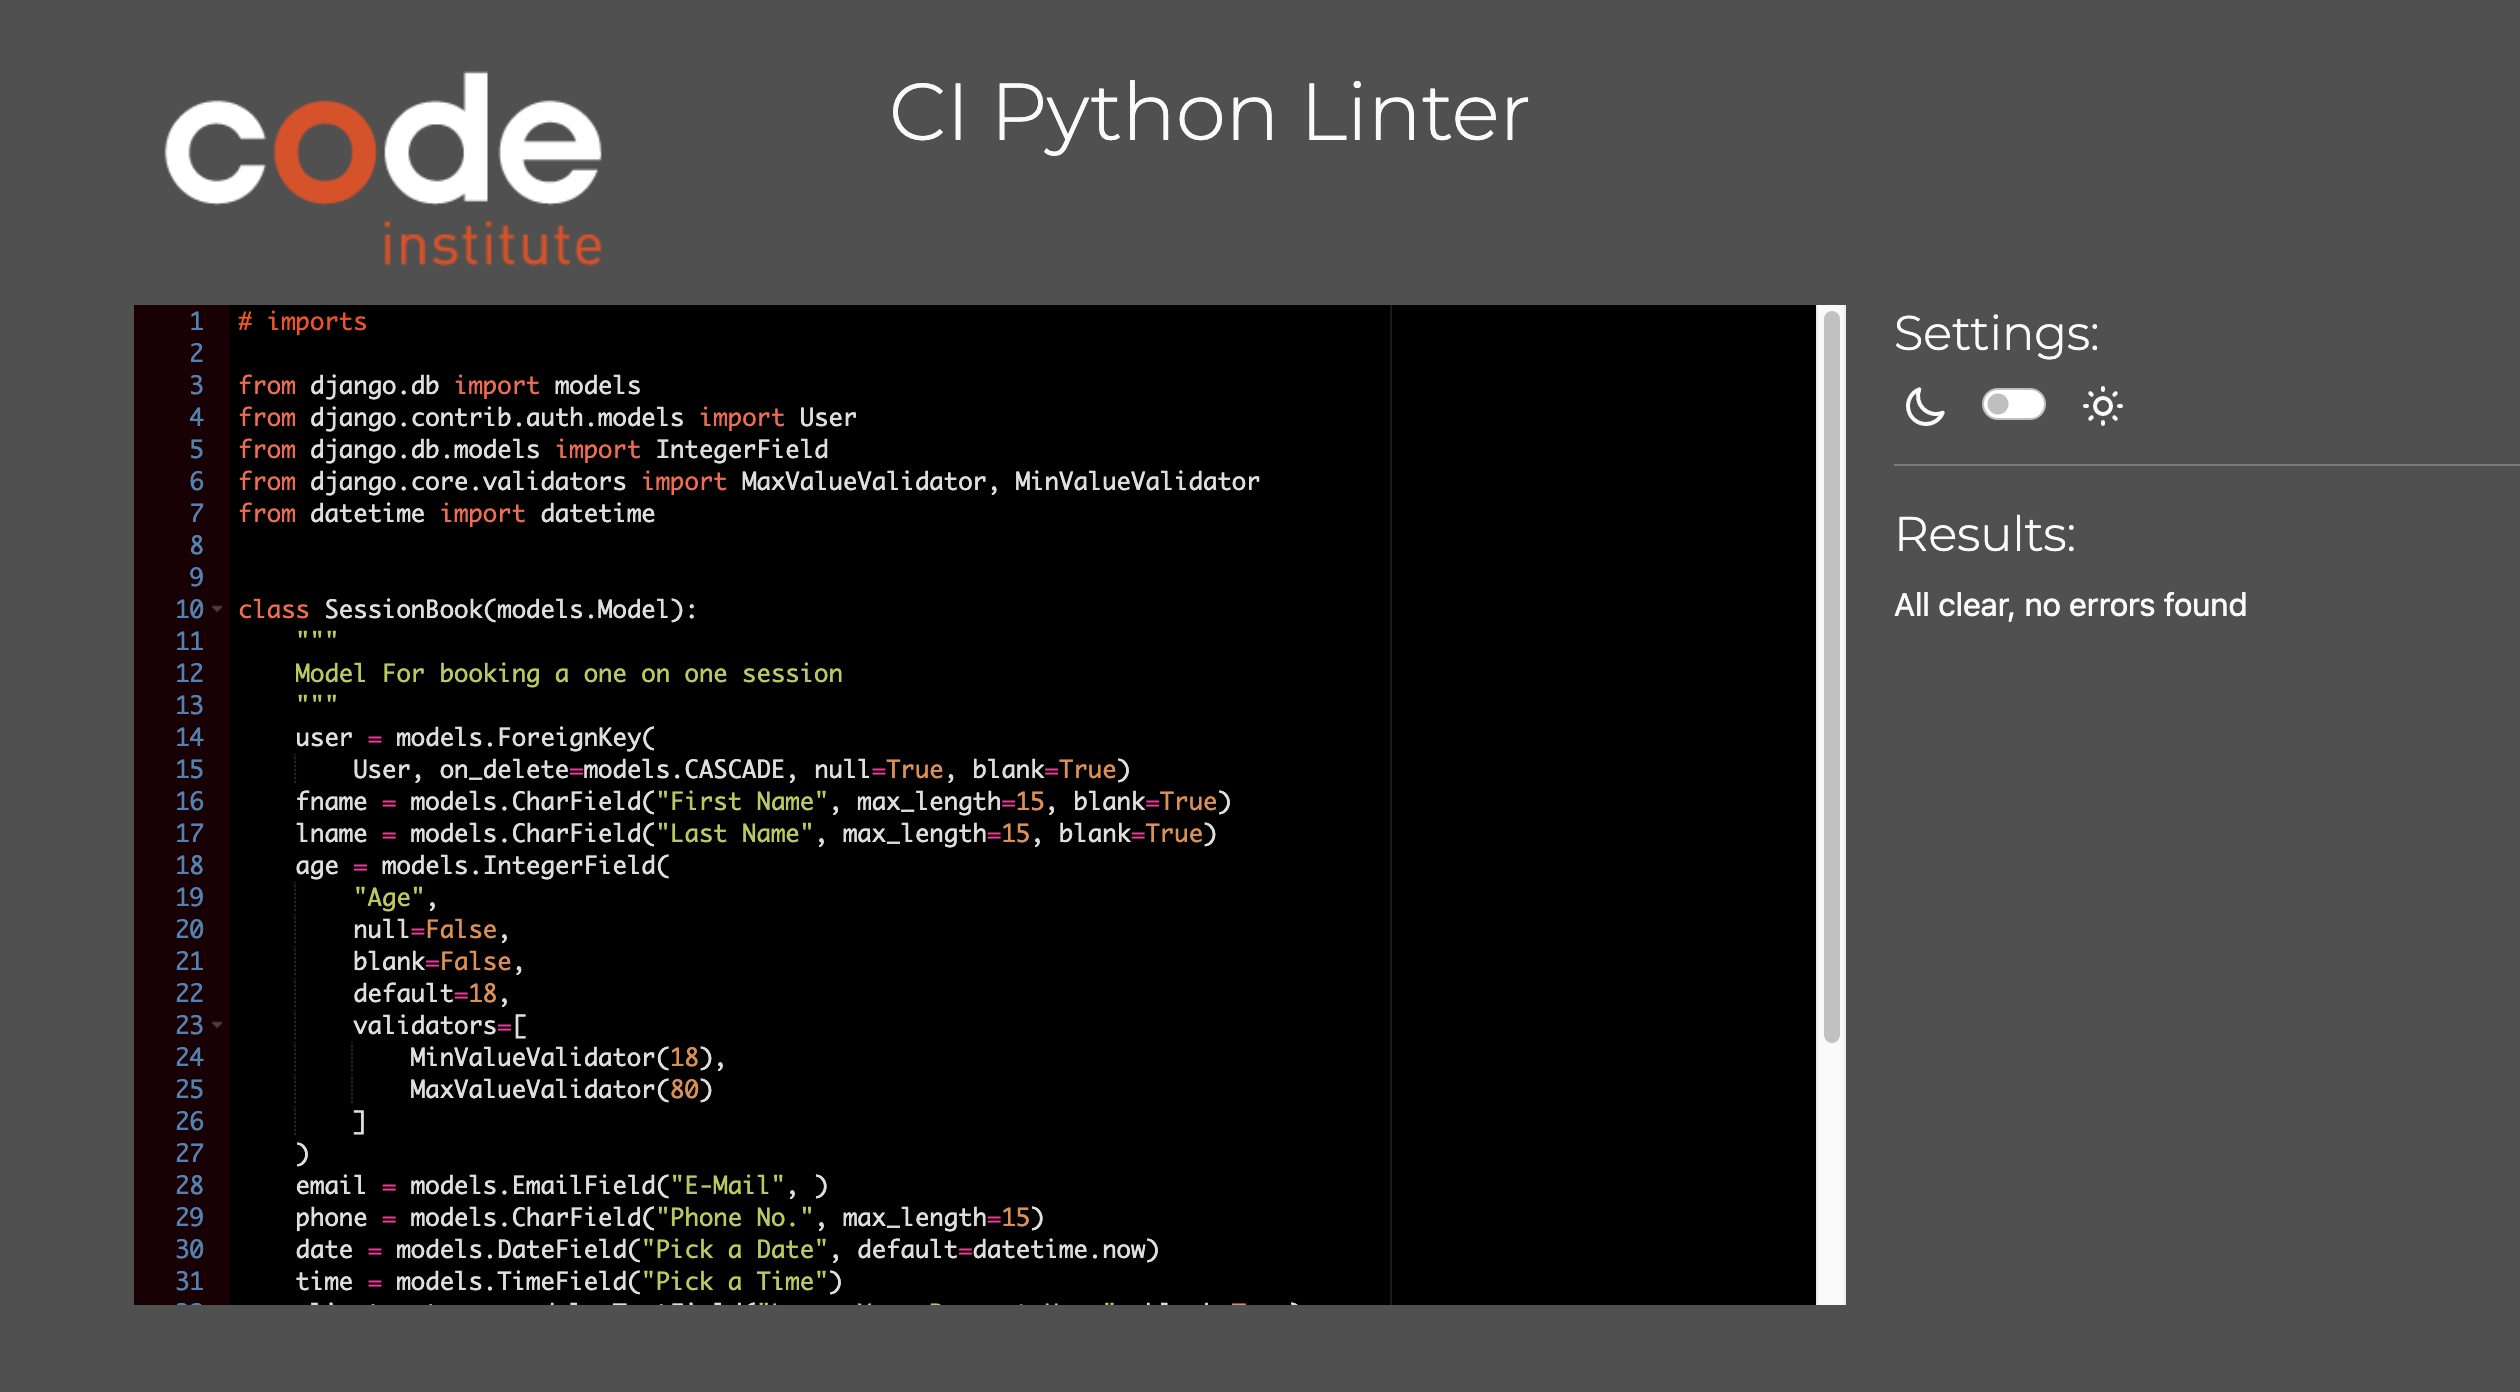 code
institute
CI Python Linter
1 # imports
2
3 from django.db import models
4 from django.contrib.auth.models import User
5 from django.db.models import IntegerField
6 from django.core.validators import MaxValueValidator, MinValueValidator
7 from datetime import datetime
8
9
10 class SessionBook(models.Model):
11     """
12     Model For booking a one on one session
13     """
14     user = models.ForeignKey(
15         User, on_delete=models.CASCADE, null=True, blank=True)
16     fname = models.CharField("First Name", max_length=15, blank=True)
17     lname = models.CharField("Last Name", max_length=15, blank=True)
18     age = models.IntegerField(
19         "Age",
20         null=False,
21         blank=False,
22         default=18,
23         validators=[
24             MinValueValidator(18),
25             MaxValueValidator(80)
26         ]
27     )
28     email = models.EmailField("E-Mail", )
29     phone = models.CharField("Phone No.", max_length=15)
30     date = models.DateField("Pick a Date", default=datetime.now)
31     time = models.TimeField("Pick a Time")
Settings:
Results:
All clear, no errors found